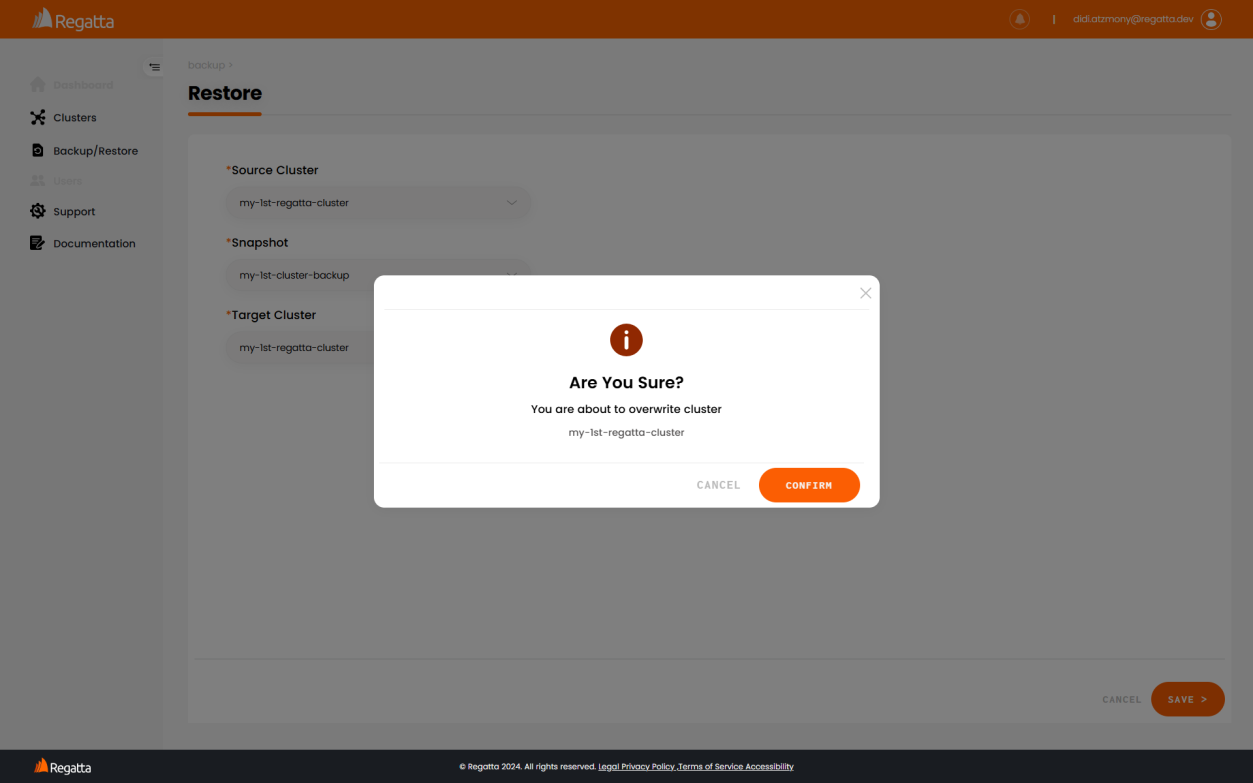 Regatta
|
didi.atzmony@regatta.dev
Dashboard
Clusters
Backup/Restore
Users
Support
Documentation
backup >
Restore
*Source Cluster
my-1st-regatta-cluster
*Snapshot
my-1st-cluster-backup
*Target Cluster
my-1st-regatta-cluster
Are You Sure?
You are about to overwrite cluster
my-1st-regatta-cluster
CANCEL
CONFIRM
CANCEL
SAVE >
Regatta
© Regatta 2024. All rights reserved. Legal Privacy Policy ,Terms of Service Accessibility